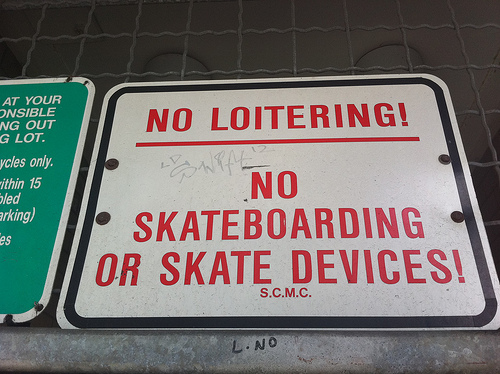 AT YOUR
ONSIBLE
NG OUT
G LOT.
ycles only.
ithin 15
bled
arking)
es
NO LOITERING!
NO
SKATEBOARDING
OR SKATE DEVICES!
S.C.M.C.
L.NO